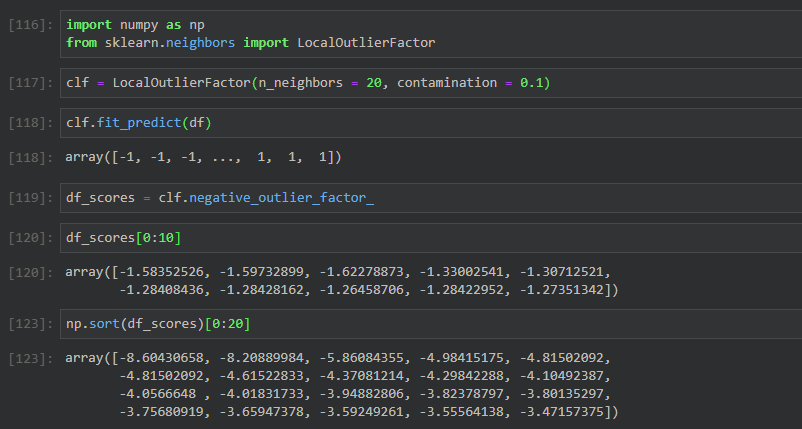 [116]: import numpy as np
from sklearn.neighbors import LocalOutlierFactor
[117]: clf = LocalOutlierFactor(n_neighbors = 20, contamination = 0.1)
[118]: clf.fit_predict(df)
[118]: array([-1, -1, -1, ...,  1,  1,  1])
[119]: df_scores = clf.negative_outlier_factor_
[120]: df_scores[0:10]
[120]: array([-1.58352526, -1.59732899, -1.62278873, -1.33002541, -1.30712521,
-1.28408436, -1.28428162, -1.26458706, -1.28422952, -1.27351342])
[123]: np.sort(df_scores)[0:20]
[123]: array([-8.60430658, -8.20889984, -5.86084355, -4.98415175, -4.81502092,
-4.81502092, -4.61522833, -4.37081214, -4.29842288, -4.10492387,
-4.0566648 , -4.01831733, -3.94882806, -3.82378797, -3.80135297,
-3.75680919, -3.65947378, -3.59249261, -3.55564138, -3.47157375])